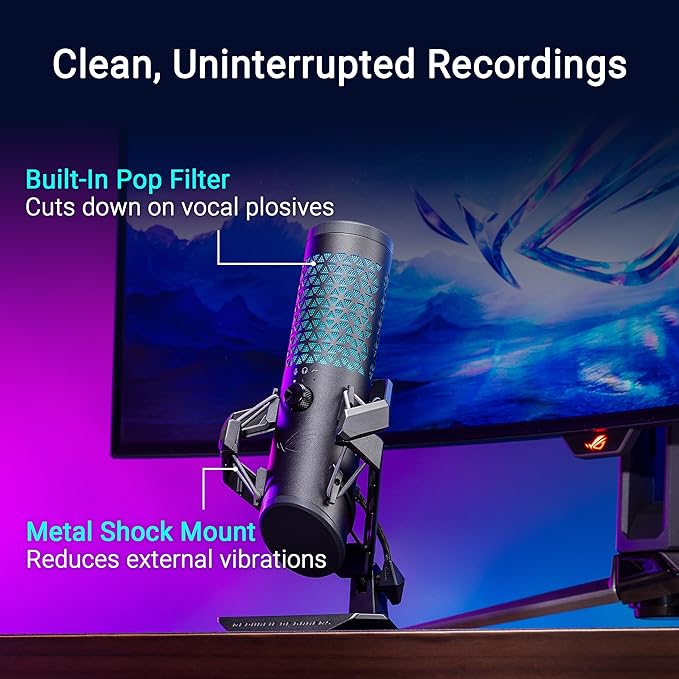 Clean, Uninterrupted Recordings
Built-In Pop Filter
Cuts down on vocal plosives
Metal Shock Mount
Reduces external vibrations